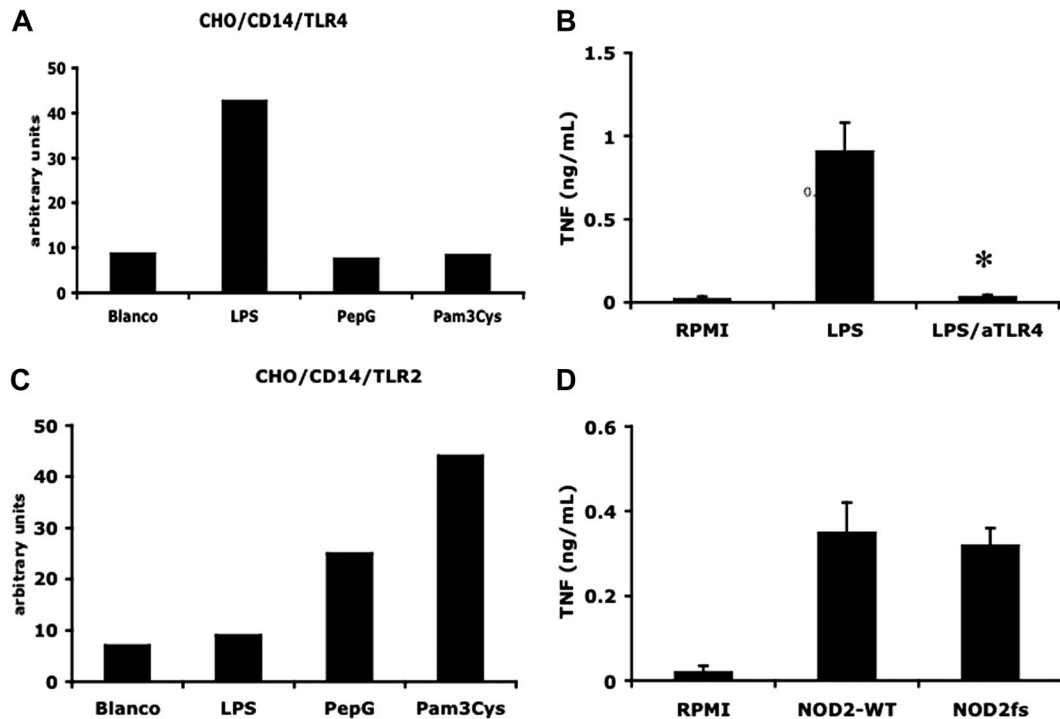 A
CHO/CD14/TLR4
50
40
30
20
10
0
arbitrary units
Blanco LPS PepG Pam3Cys
B
1.5
1
0.5
0
TNF (ng/mL)
0.
*
RPMI LPS LPS/aTLR4
C
CHO/CD14/TLR2
50
40
30
20
10
0
arbitrary units
Blanco LPS PepG Pam3Cys
D
0.6
0.4
0.2
0
TNF (ng/mL)
RPMI NOD2-WT NOD2fs